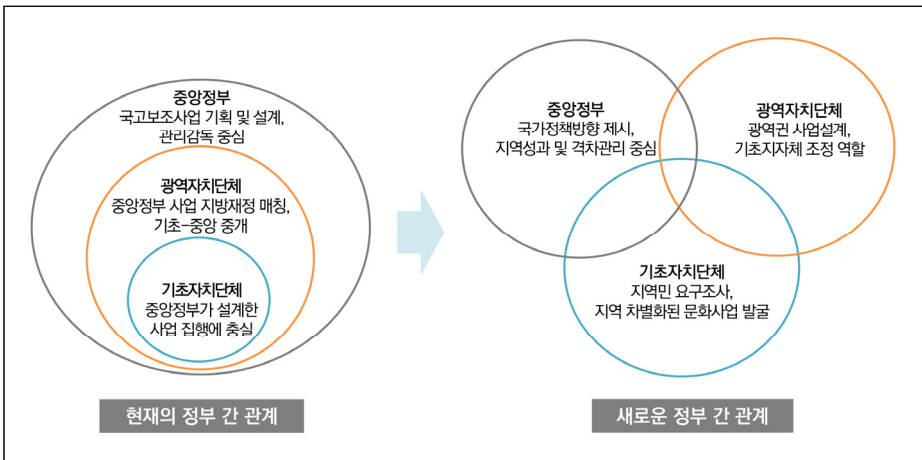 중앙정부
국고보조사업 기획 및 설계,
관리감독 중심
광역자치단체
중앙정부 사업 지방재정 매칭,
기초-중앙 중개
기초자치단체
중앙정부가 설계한
사업 집행에 충실
현재의 정부 간 관계
중앙정부
국가정책방향 제시,
지역성과 및 격차관리 중심
광역자치단체
광역권 사업설계,
기초지자체 조정 역할
기초자치단체
지역민 요구조사,
지역 차별화된 문화사업 발굴
새로운 정부 간 관계